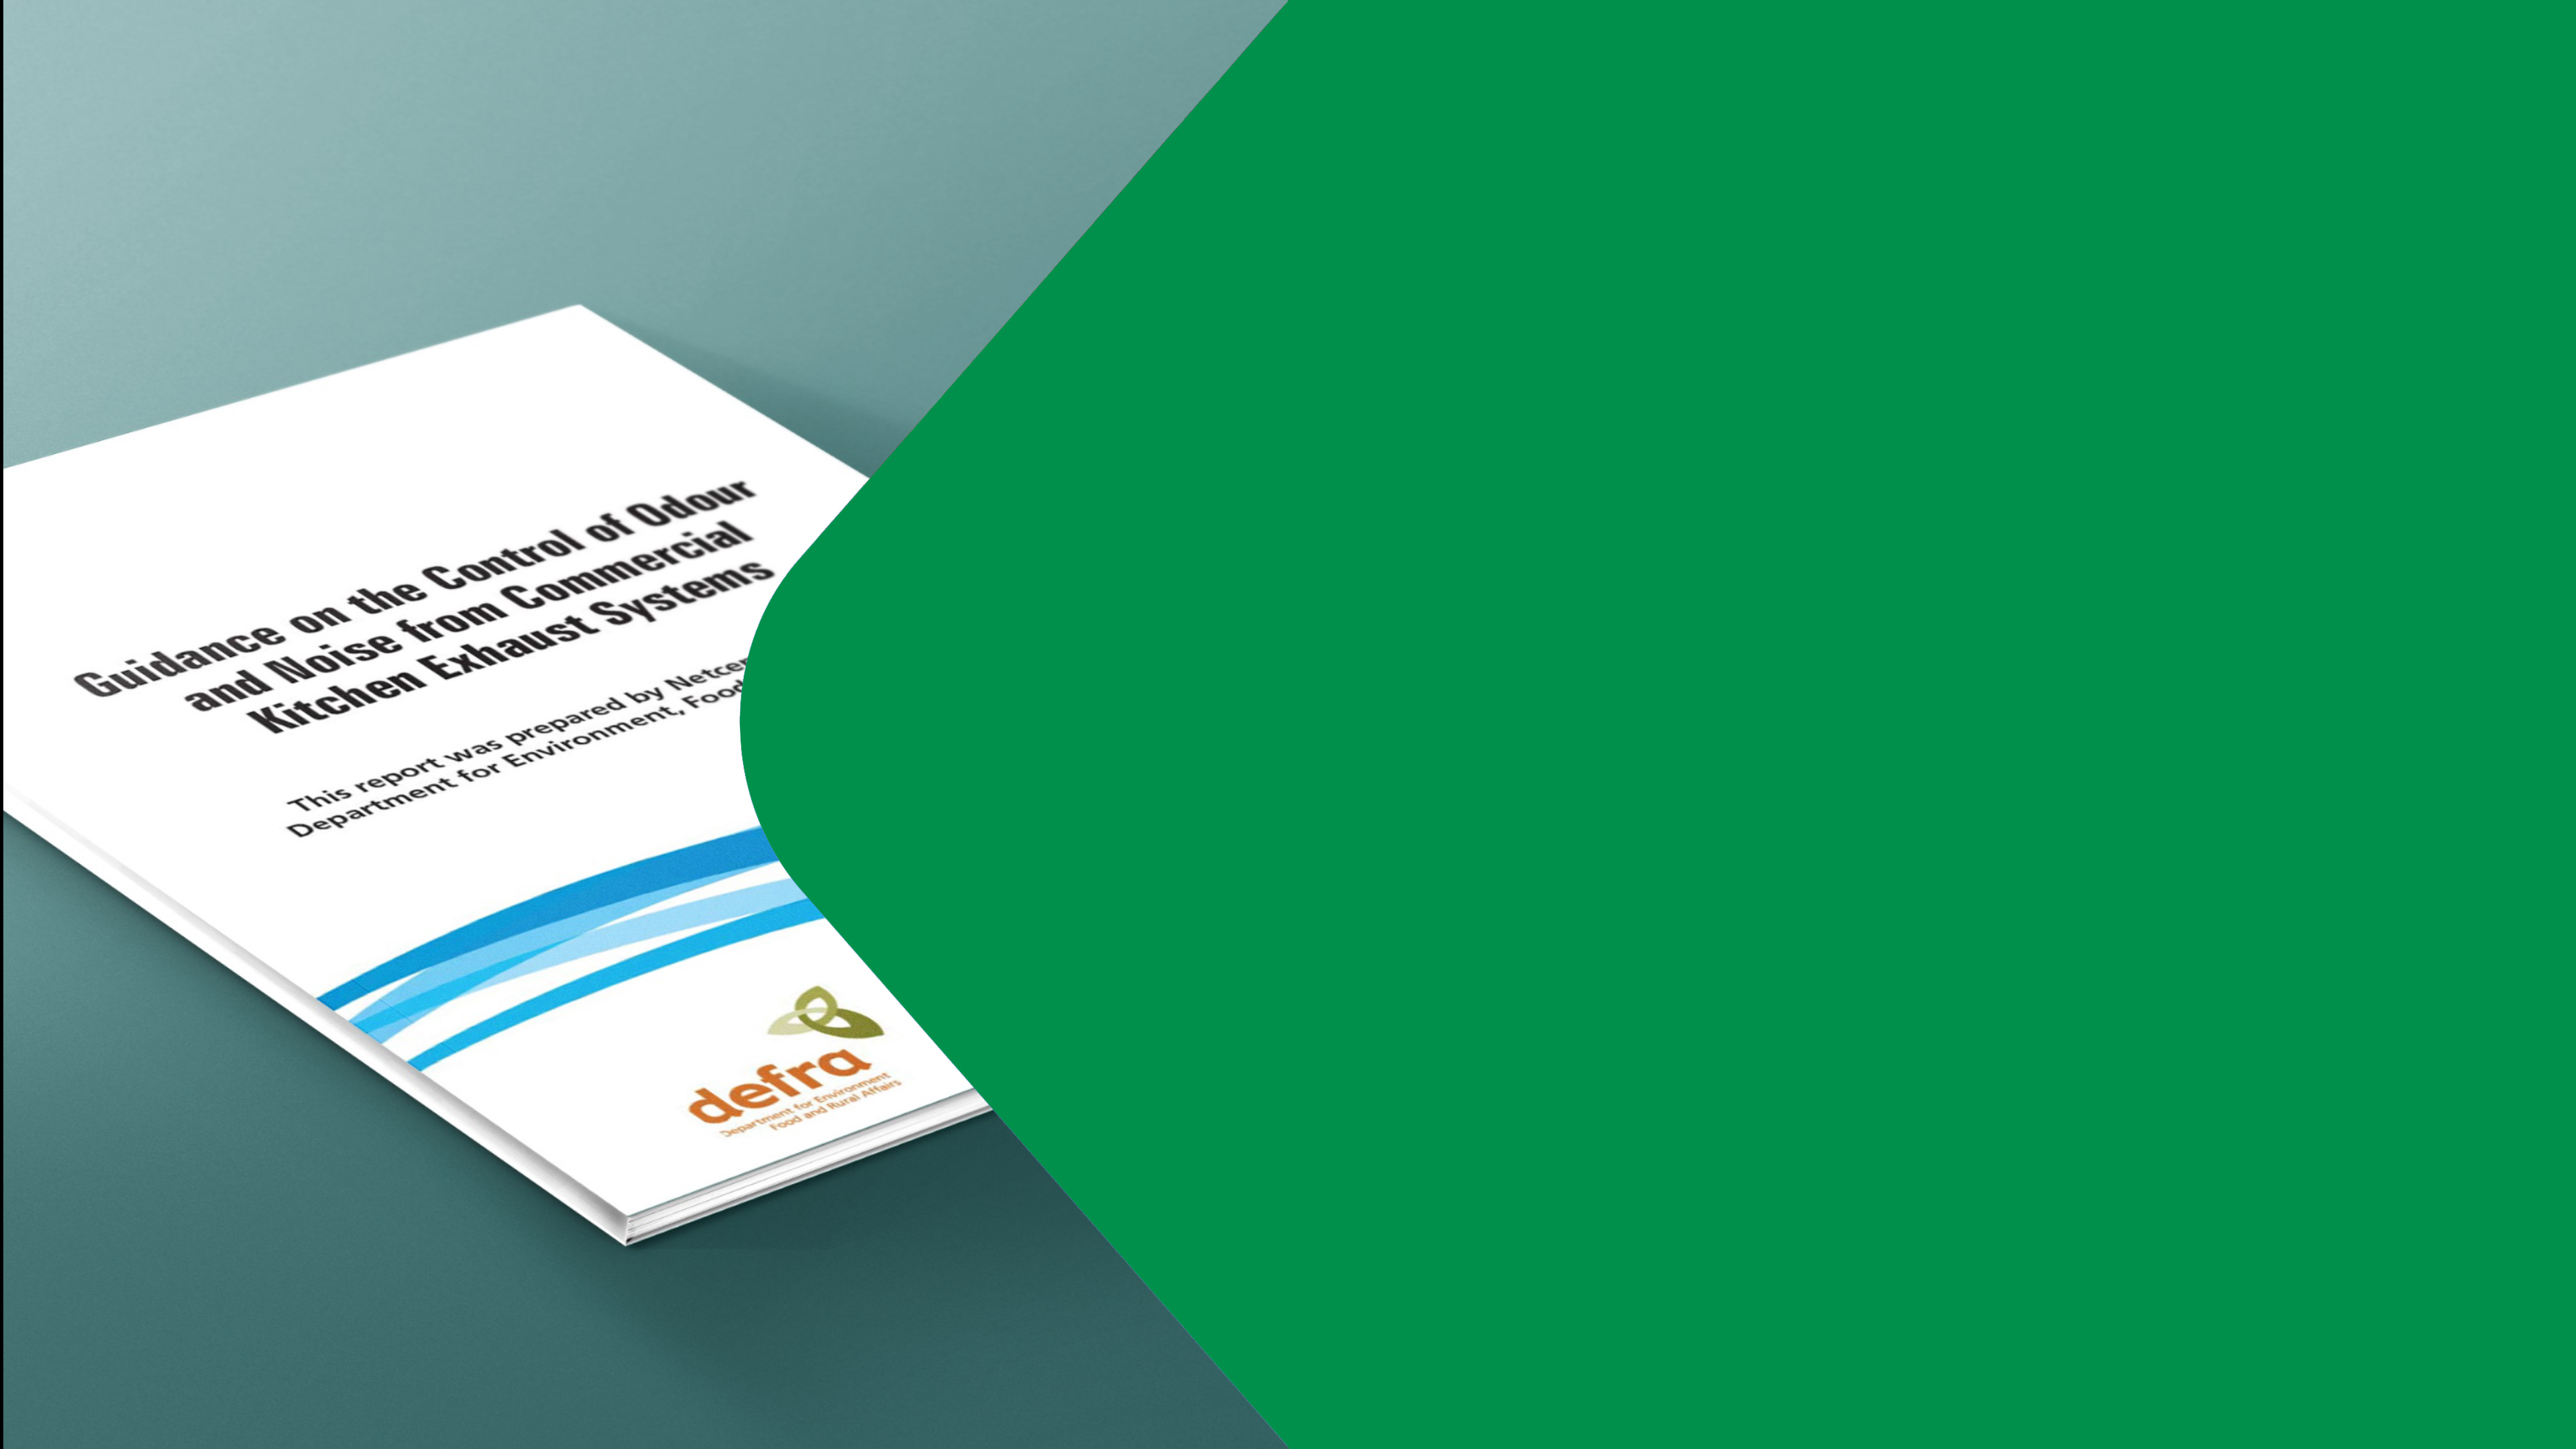 Guidance on the Control of Odour
and Noise from Commercial
Kitchen Exhaust Systems
This report was prepared by
Department for Environment, Food
defra
Department for Environment
Food and Rural Affairs